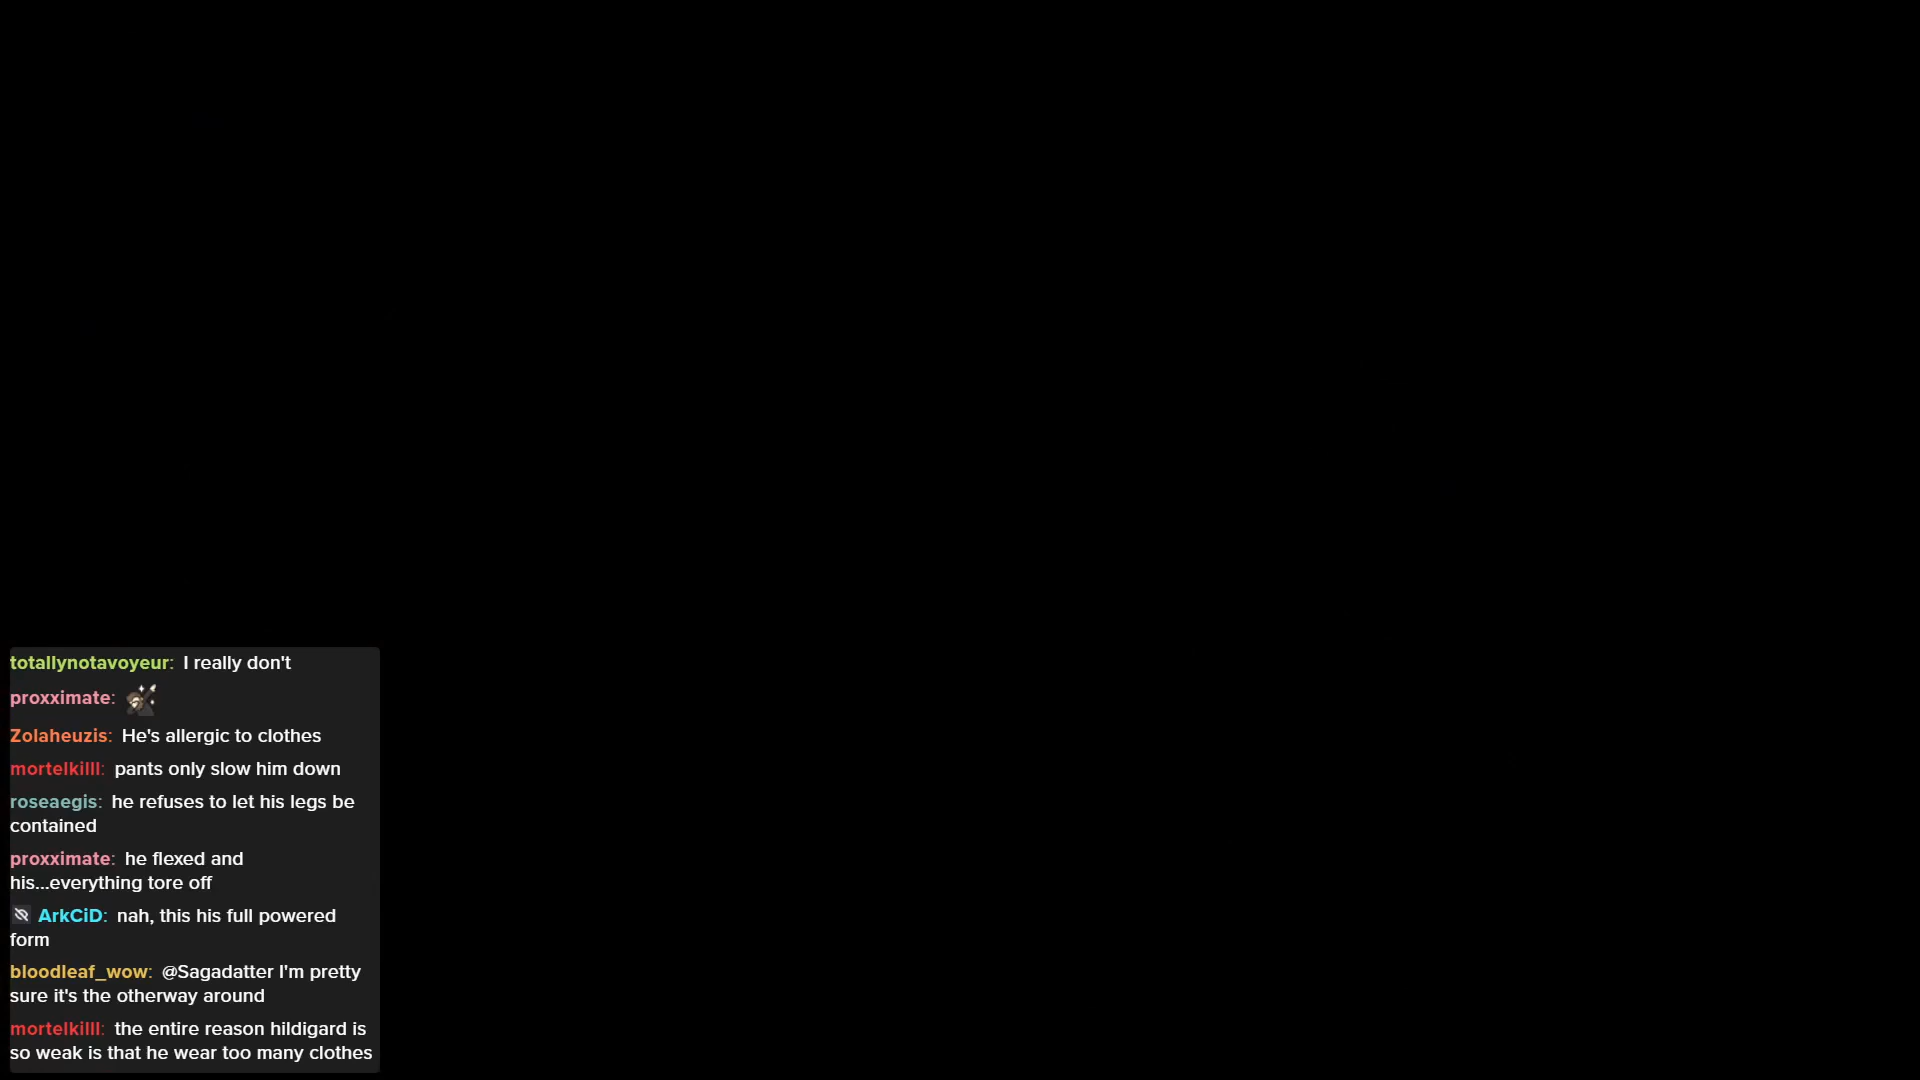 totallynotavoyeur: I really don't
proxximate:
Zolaheuzis: He's allergic to clothes
mortelkilll: pants only slow him down
roseaegis: he refuses to let his legs be
contained
proxximate: he flexed and
his...everything tore off
ArkCiD: nah, this his full powered
form
bloodleaf_wow: @Sagadatter I'm pretty
sure it's the otherway around
mortelkilll: the entire reason hildigard is
so weak is that he wear too many clothes